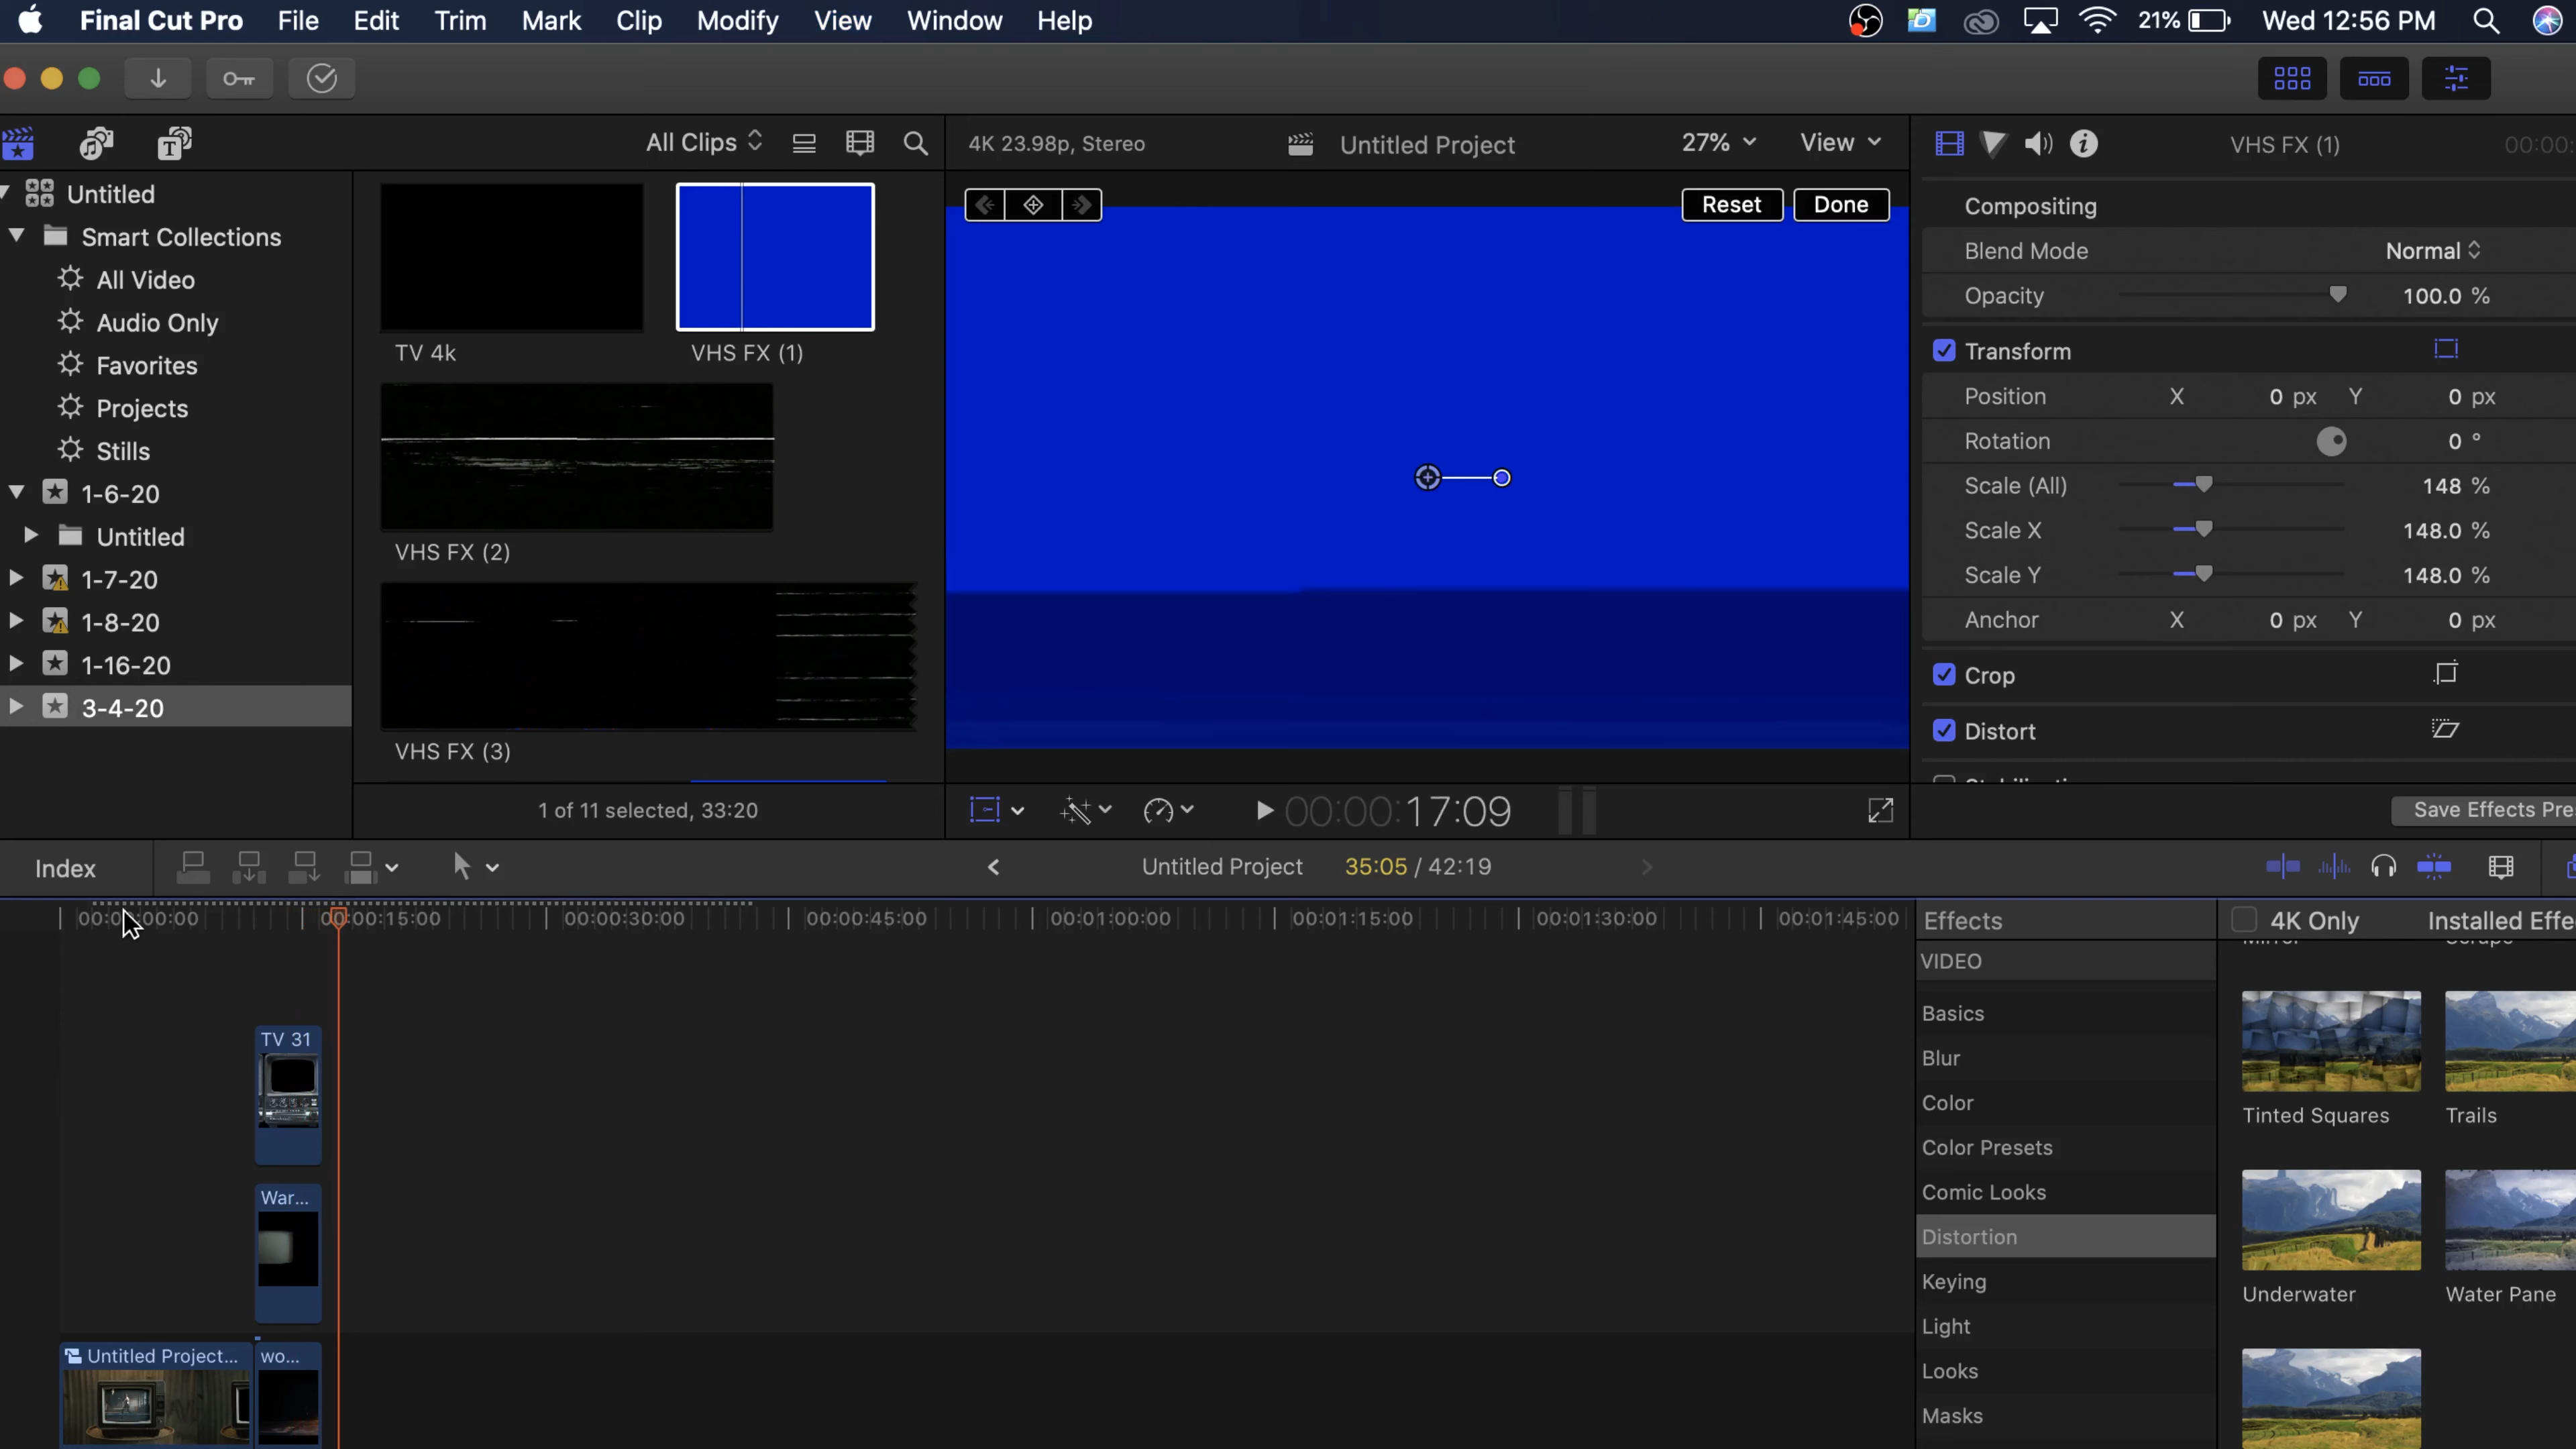 Final Cut Pro File Edit Trim Mark Clip Modify View Window Help 21% Wed 12:56 PM
All Clips
4K 23.98p, Stereo Untitled Project 27% View
VHS FX (1) 00:00:
Untitled
Smart Collections
All Video
Audio Only
Favorites
Projects
Stills
1-6-20
Untitled
1-7-20
1-8-20
1-16-20
3-4-20
TV 4k
VHS FX (1)
VHS FX (2)
VHS FX (3)
1 of 11 selected, 33:20
Reset Done
00:00:17:09
Compositing
Blend Mode Normal
Opacity 100.0 %
Transform
Position X 0 px Y 0 px
Rotation 0 °
Scale (All) 148 %
Scale X 148.0 %
Scale Y 148.0 %
Anchor X 0 px Y 0 px
Crop
Distort
Save Effects Pre
Index
Untitled Project 35:05 / 42:19
00:00:15:00 00:00:30:00 00:00:45:00 00:01:00:00 00:01:15:00 00:01:30:00 00:01:45:00
TV 31
War...
Untitled Project... wo...
Effects
4K Only Installed Effe
VIDEO
Basics
Blur
Color
Color Presets
Comic Looks
Distortion
Keying
Light
Looks
Masks
Tinted Squares Trails
Underwater Water Pane